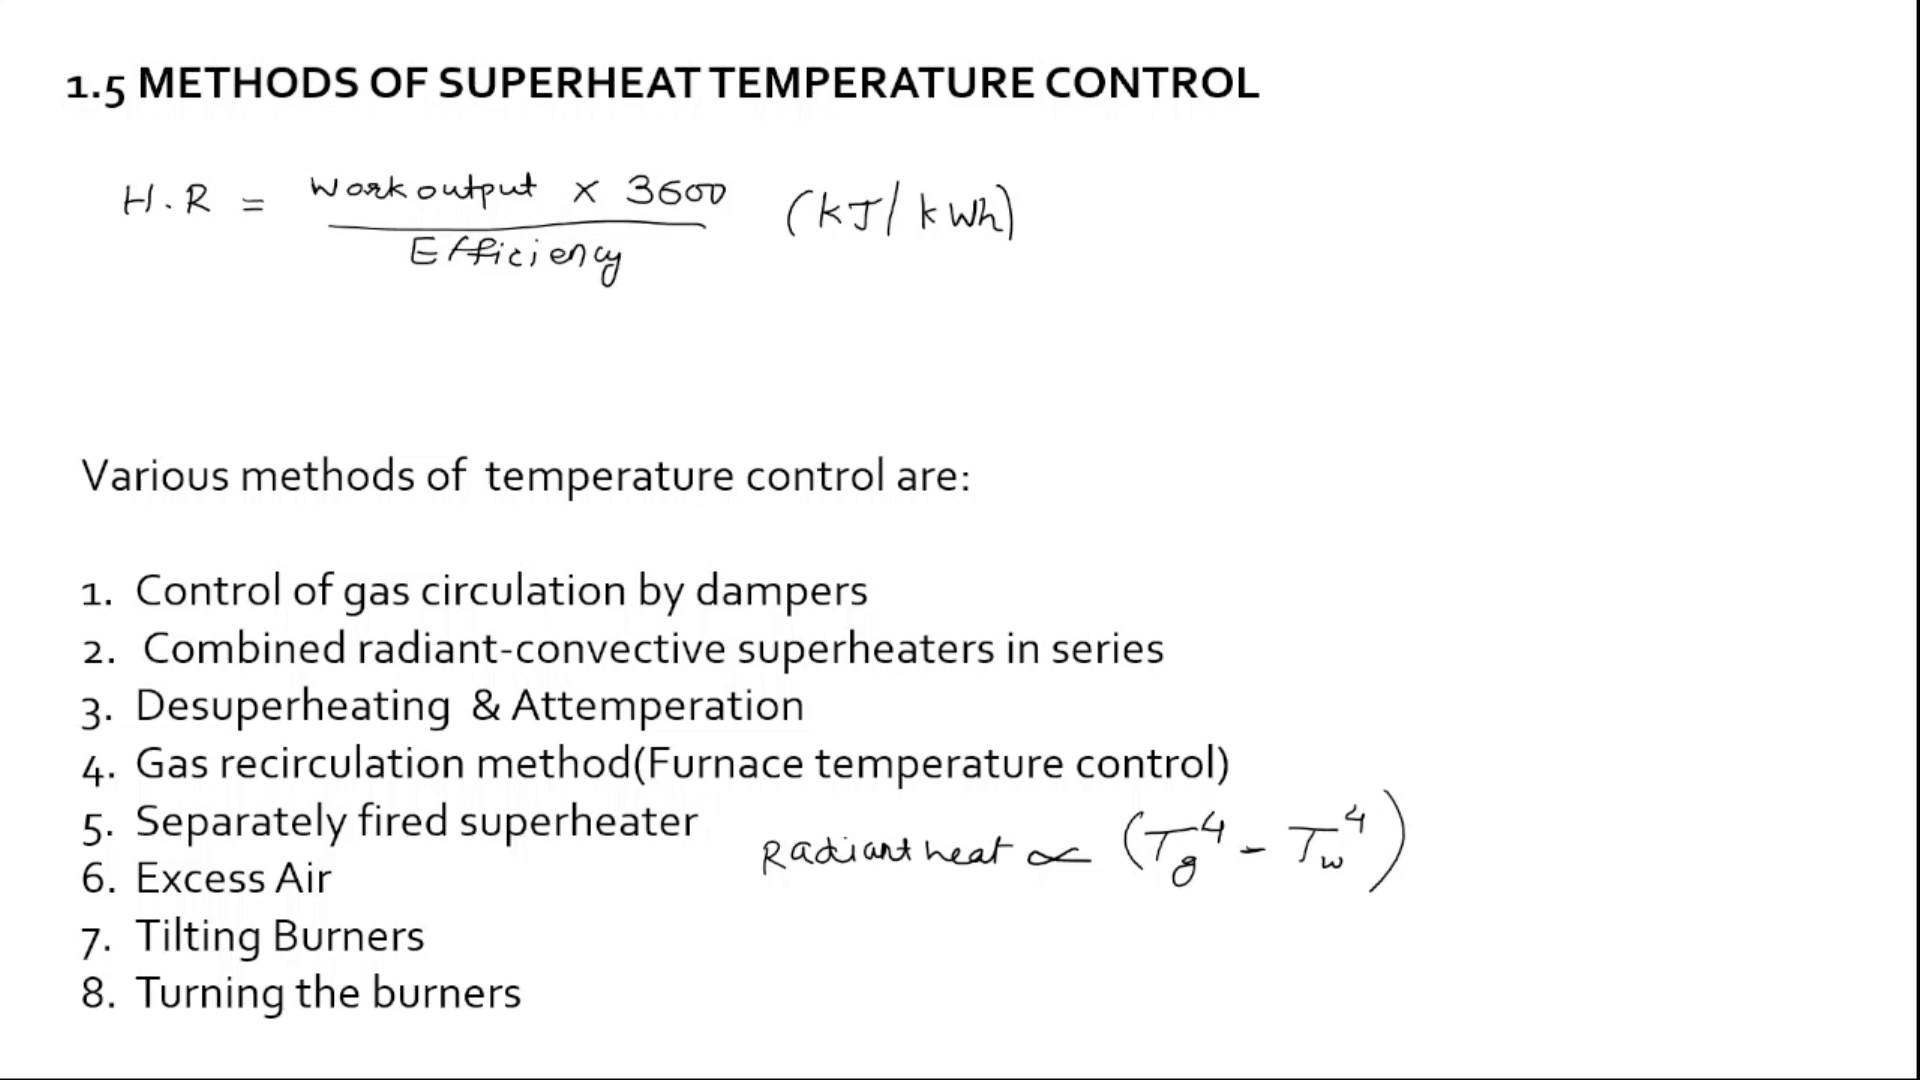 1.5 METHODS OF SUPERHEAT TEMPERATURE CONTROL
H.R = Work output × 3600 / Efficiency (kJ/kWh)
Various methods of temperature control are:
1. Control of gas circulation by dampers
2. Combined radiant-convective superheaters in series
3. Desuperheating & Attemperation
4. Gas recirculation method(Furnace temperature control)
5. Separately fired superheater
Radiant heat ∝ (Tg⁴ - Tw⁴)
6. Excess Air
7. Tilting Burners
8. Turning the burners